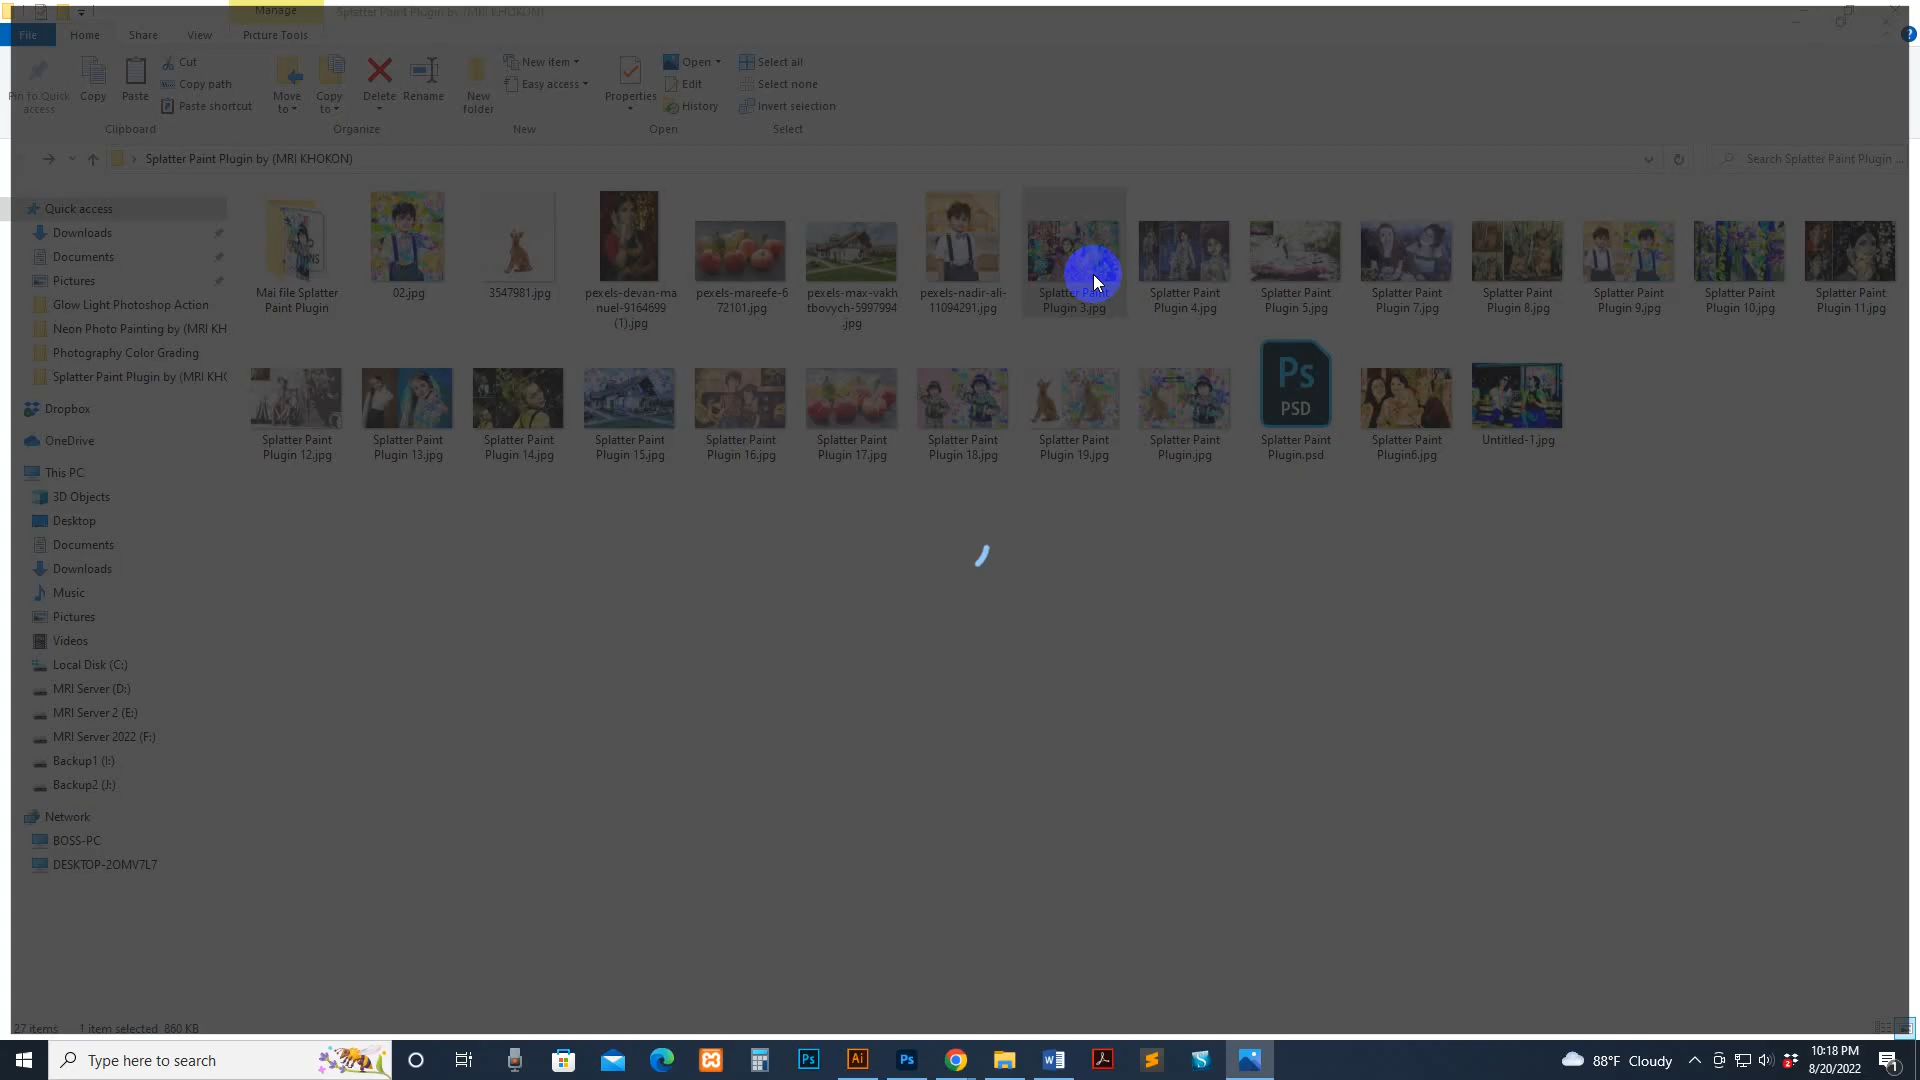 Manage
Splatter Paint Plugin by (MRI KHOKON)
File
Home
Share
View
Picture Tools
Pin to Quick
access
Copy
Paste
Cut
Copy path
Paste shortcut
Clipboard
Move
to
Copy
to
Delete
Rename
Organize
New
folder
New item
Easy access
New
Properties
Open
Edit
History
Open
Select all
Select none
Invert selection
Select
Splatter Paint Plugin by (MRI KHOKON)
Search Splatter Paint Plugin ...
Quick access
Downloads
Documents
Pictures
Glow Light Photoshop Action
Neon Photo Painting by (MRI KH
Photography Color Grading
Splatter Paint Plugin by (MRI KHO
Dropbox
OneDrive
This PC
3D Objects
Desktop
Documents
Downloads
Music
Pictures
Videos
Local Disk (C:)
MRI Server (D:)
MRI Server 2 (E:)
MRI Server 2022 (F:)
Backup1 (I:)
Backup2 (J:)
Network
BOSS-PC
DESKTOP-2OMV7L7
Mai file Splatter
Paint Plugin
02.jpg
3547981.jpg
pexels-devan-ma
nuel-9164699
(1).jpg
pexels-mareefe-6
72101.jpg
pexels-max-vakh
tbovych-5997994
.jpg
pexels-nadir-ali-
11094291.jpg
Splatter Paint
Plugin 3.jpg
Splatter Paint
Plugin 4.jpg
Splatter Paint
Plugin 5.jpg
Splatter Paint
Plugin 7.jpg
Splatter Paint
Plugin 8.jpg
Splatter Paint
Plugin 9.jpg
Splatter Paint
Plugin 10.jpg
Splatter Paint
Plugin 11.jpg
Splatter Paint
Plugin 12.jpg
Splatter Paint
Plugin 13.jpg
Splatter Paint
Plugin 14.jpg
Splatter Paint
Plugin 15.jpg
Splatter Paint
Plugin 16.jpg
Splatter Paint
Plugin 17.jpg
Splatter Paint
Plugin 18.jpg
Splatter Paint
Plugin 19.jpg
Splatter Paint
Plugin.jpg
Ps
PSD
Splatter Paint
Plugin.psd
Splatter Paint
Plugin6.jpg
Untitled-1.jpg
27 items
1 item selected 860 KB
Type here to search
Ps
Ai
Ps
88°F Cloudy
2
10:18 PM
8/20/2022
1